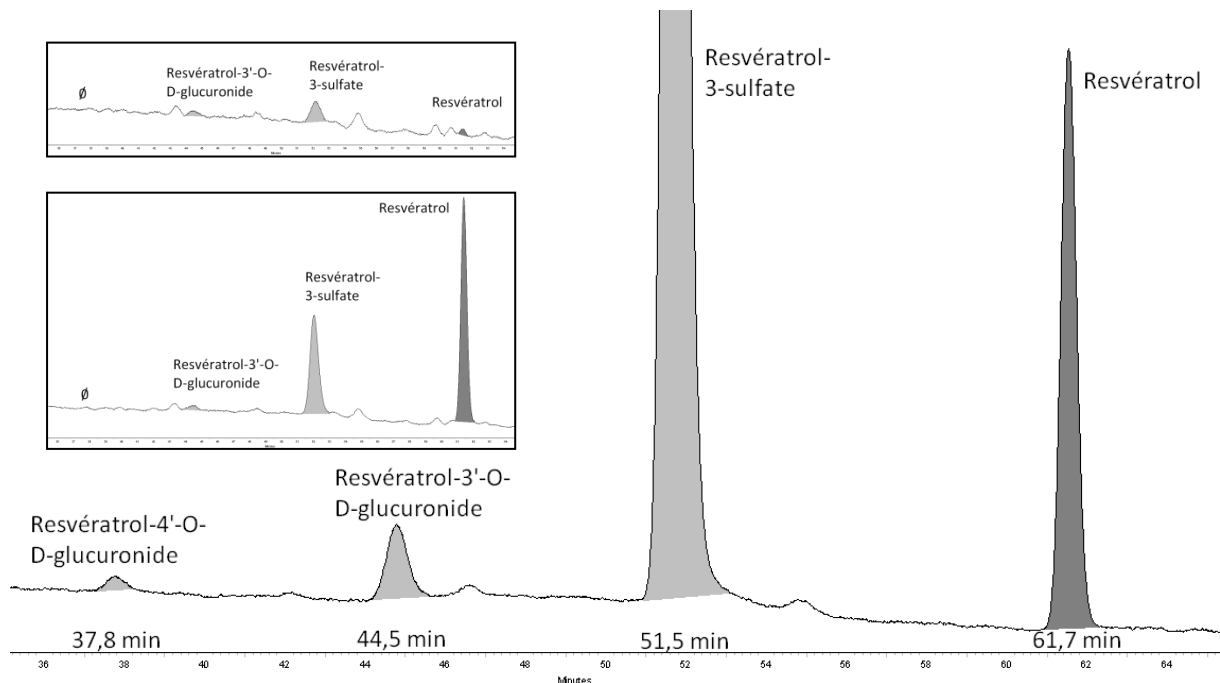 Resvératrol-3'-O-
D-glucuronide
Resvératrol-
3-sulfate
Resvératrol
Ø
Minutes
Resvératrol
Resvératrol-
3-sulfate
Resvératrol-3'-O-
D-glucuronide
Ø
Minutes
Resvératrol-
3-sulfate
Resvératrol
Resvératrol-3'-O-
D-glucuronide
Resvératrol-4'-O-
D-glucuronide
37,8 min
44,5 min
51,5 min
61,7 min
36 38 40 42 44 46 48 50 52 54 56 58 60 62 64
Minutes